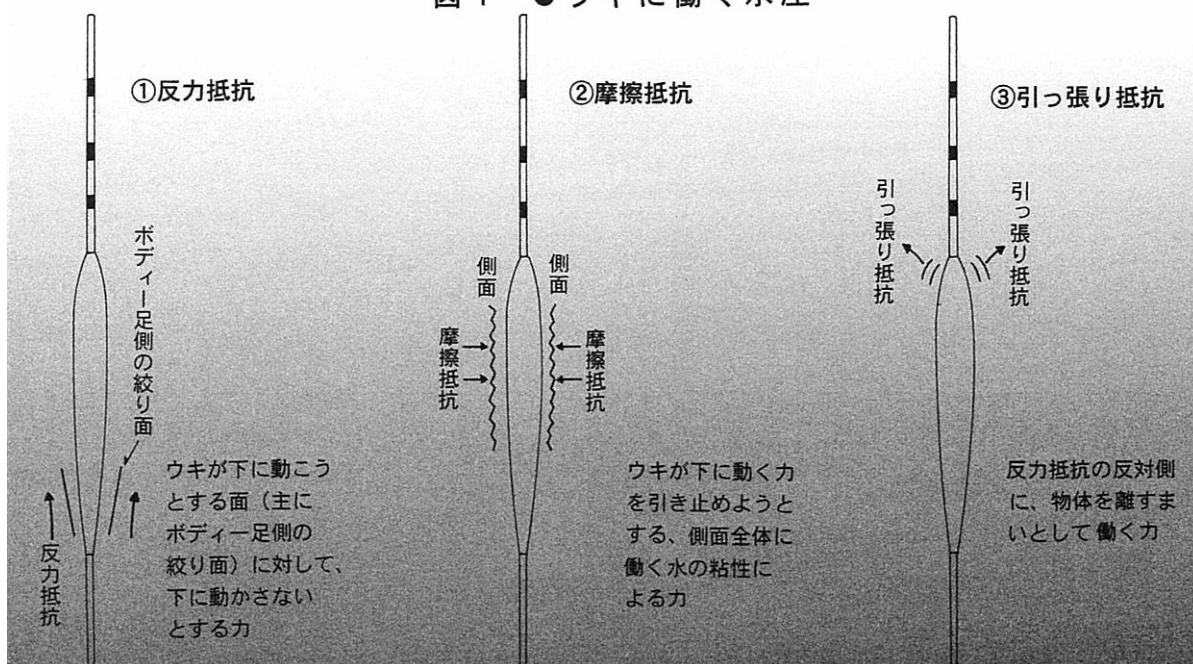 ①反力抵抗
ボディー足側の絞り面
反力抵抗
ウキが下に動こう
とする面（主に
ボディー足側の
絞り面）に対して、
下に動かさない
とする力
②摩擦抵抗
側面
側面
摩擦抵抗
摩擦抵抗
ウキが下に動く力
を引き止めようと
する、側面全体に
働く水の粘性に
よる力
③引っ張り抵抗
引っ張り抵抗
引っ張り抵抗
反力抵抗の反対側
に、物体を離すま
いとして働く力